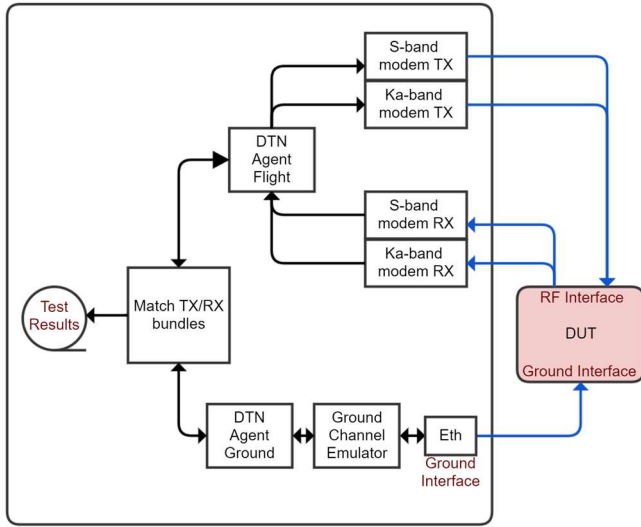 S-band
modem TX
Ka-band
modem TX
DTN
Agent
Flight
S-band
modem RX
Ka-band
modem RX
Test
Results
Match TX/RX
bundles
RF Interface
DUT
Ground Interface
DTN
Agent
Ground
Ground
Channel
Emulator
Eth
Ground
Interface